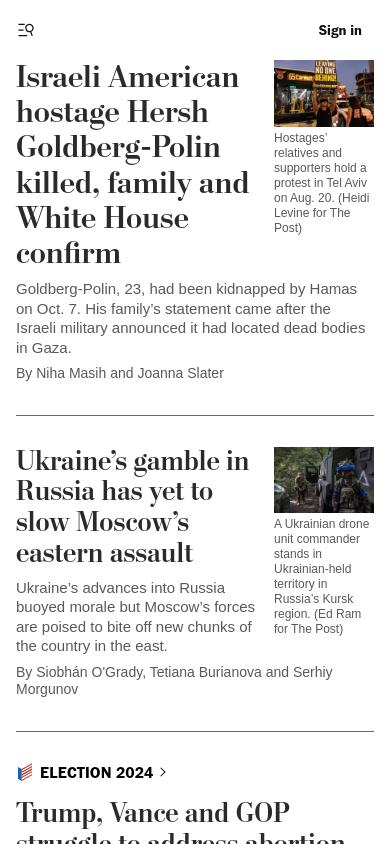 Sign in
Israeli American
hostage Hersh
Goldberg-Polin
killed, family and
White House
confirm
Hostages'
relatives and
supporters hold a
protest in Tel Aviv
on Aug. 20. (Heidi
Levine for The
Post)
Goldberg-Polin, 23, had been kidnapped by Hamas
on Oct. 7. His family’s statement came after the
Israeli military announced it had located dead bodies
in Gaza.
By Niha Masih and Joanna Slater
Ukraine’s gamble in
Russia has yet to
slow Moscow’s
eastern assault
A Ukrainian drone
unit commander
stands in
Ukrainian-held
territory in
Russia’s Kursk
region. (Ed Ram
for The Post)
Ukraine’s advances into Russia
buoyed morale but Moscow’s forces
are poised to bite off new chunks of
the country in the east.
By Siobhán O'Grady, Tetiana Burianova and Serhiy
Morgunov
ELECTION 2024
Trump, Vance and GOP
struggle to address abortion